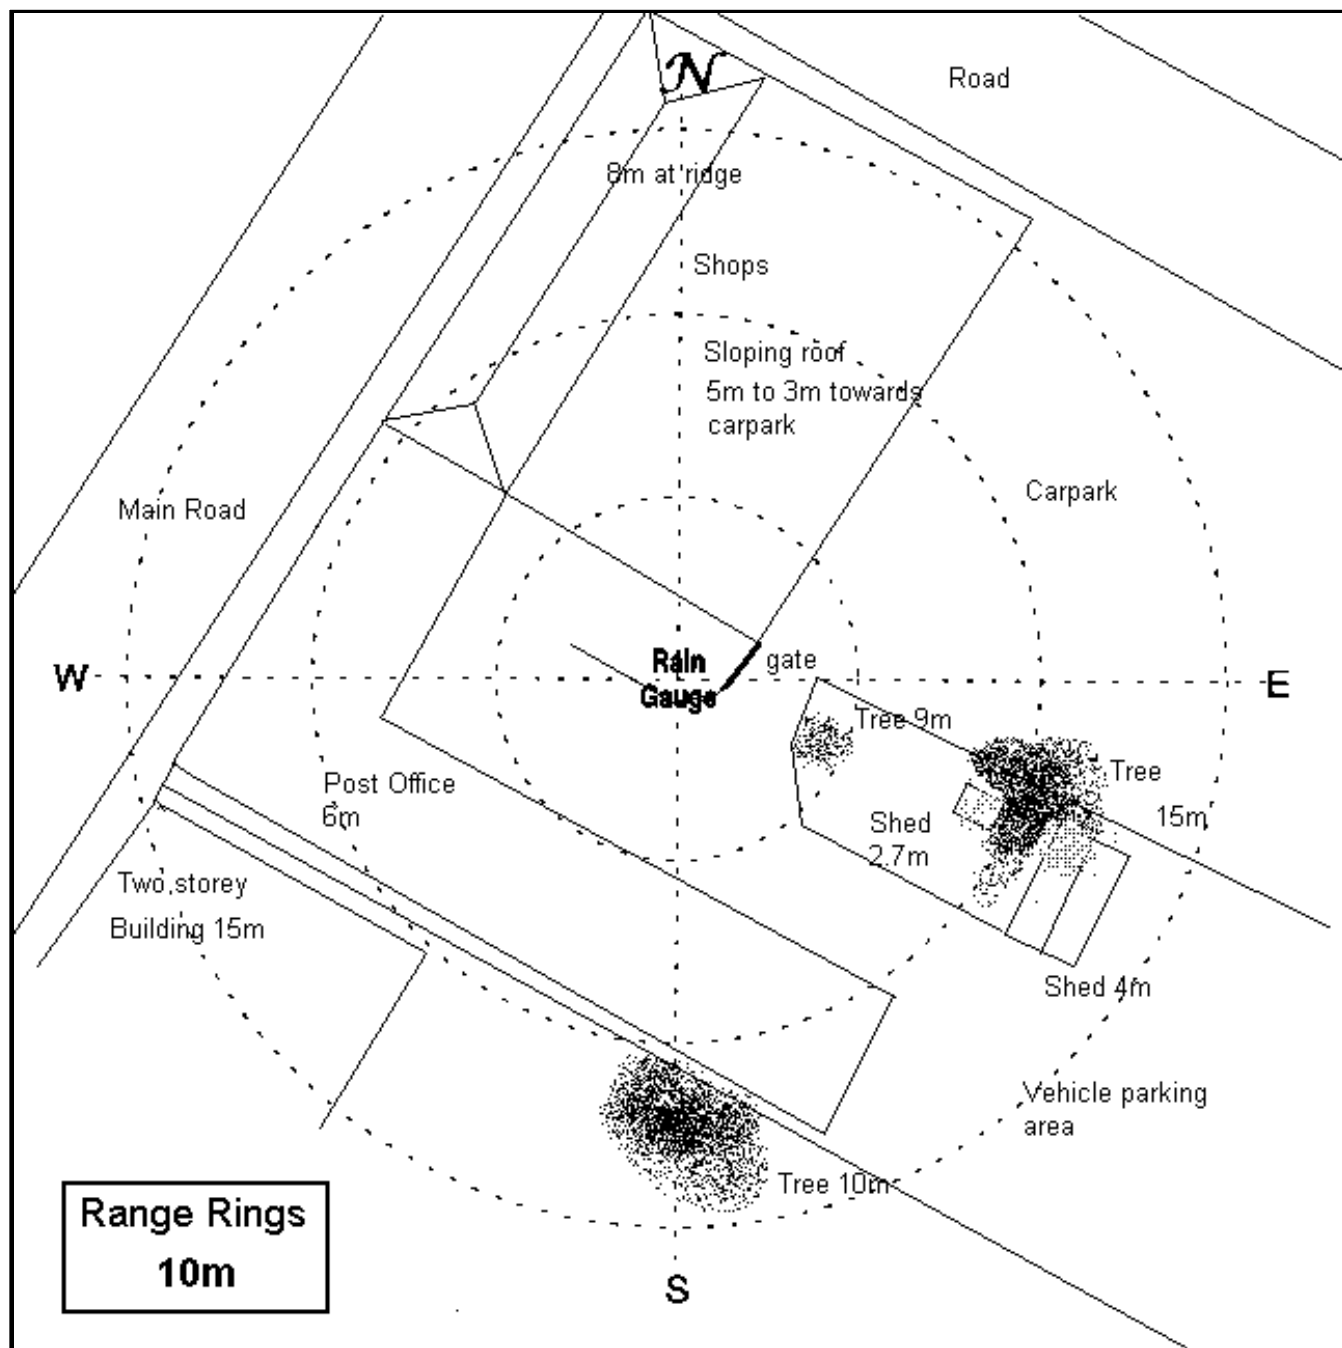 N
Road
8m at ridge
Shops
Sloping roof
5m to 3m towards
carpark
Carpark
Main Road
W
Rain
Gauge
gate
E
Tree 9m
Tree
15m
Post Office
6m
Shed
2.7m
Two storey
Building 15m
Shed 4m
Vehicle parking
area
Tree 10m
Range Rings
10m
S